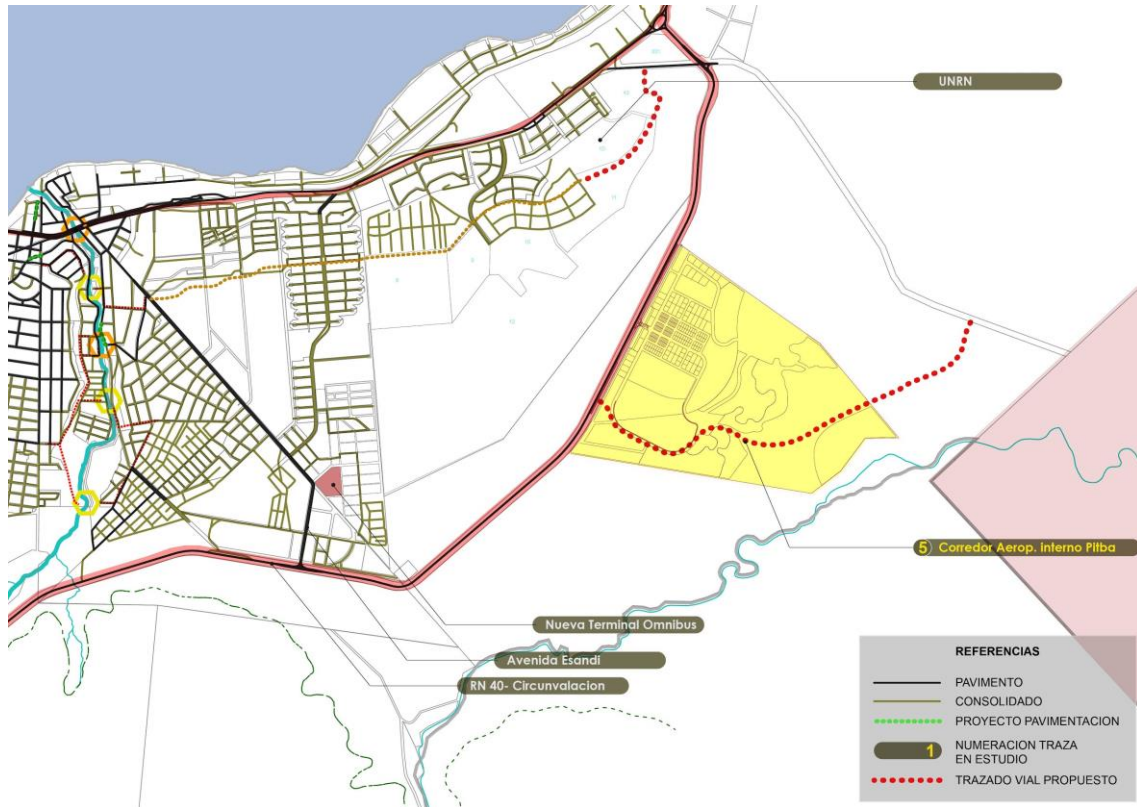 UNRN
5 Corredor Aerop. interno Pitba
Nueva Terminal Omnibus
Avenida Esandi
RN 40- Circunvalacion
REFERENCIAS
PAVIMENTO
CONSOLIDADO
PROYECTO PAVIMENTACION
1 NUMERACION TRAZA
EN ESTUDIO
TRAZADO VIAL PROPUESTO